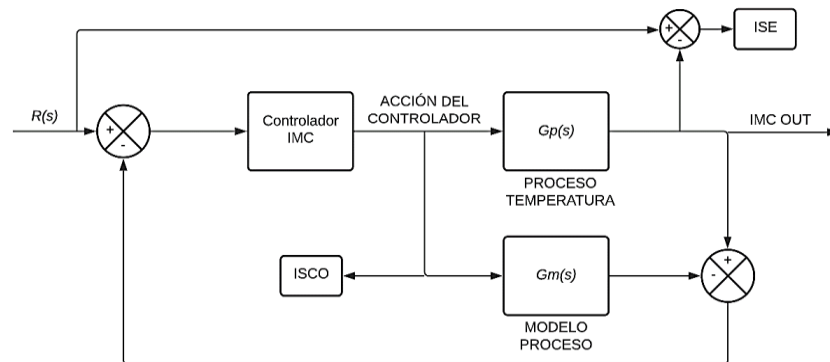 ISE
+
-
R(s)
+
-
Controlador
IMC
ACCIÓN DEL
CONTROLADOR
Gp(s)
PROCESO
TEMPERATURA
IMC OUT
ISCO
Gm(s)
MODELO
PROCESO
+
-